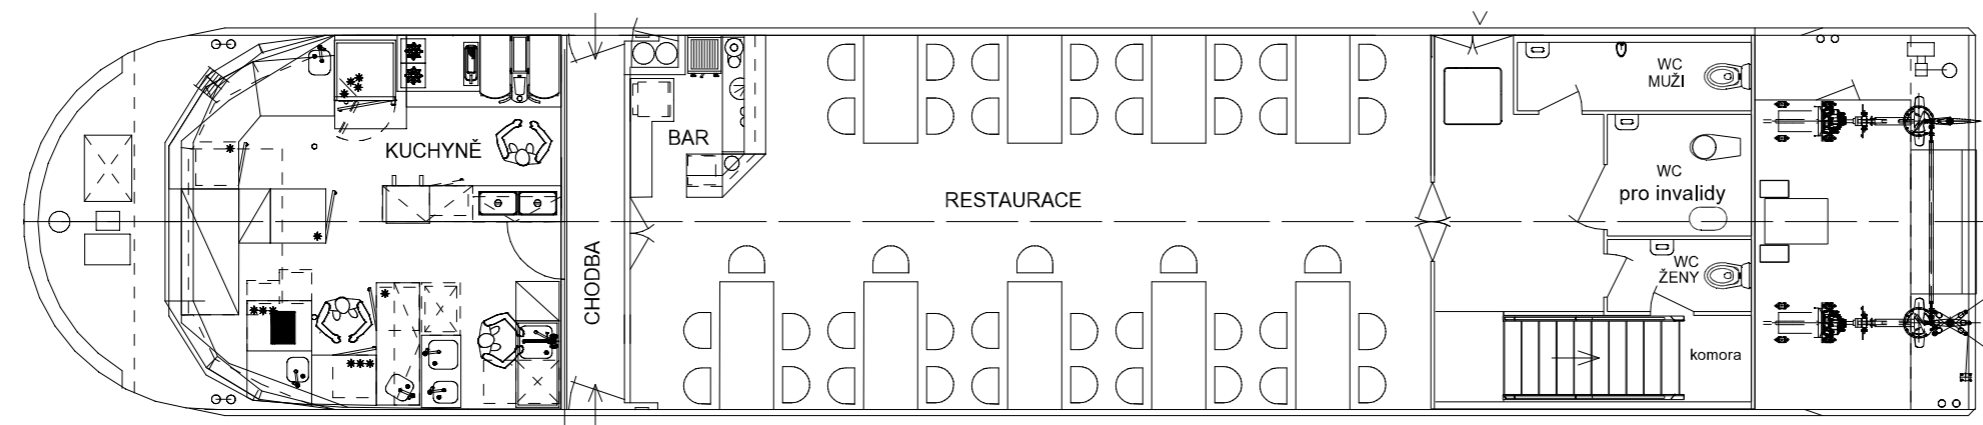 KUCHYNĚ
CHODBA
BAR
RESTAURACE
WC
MUŽI
WC
pro invalidy
WC
ŽENY
komora